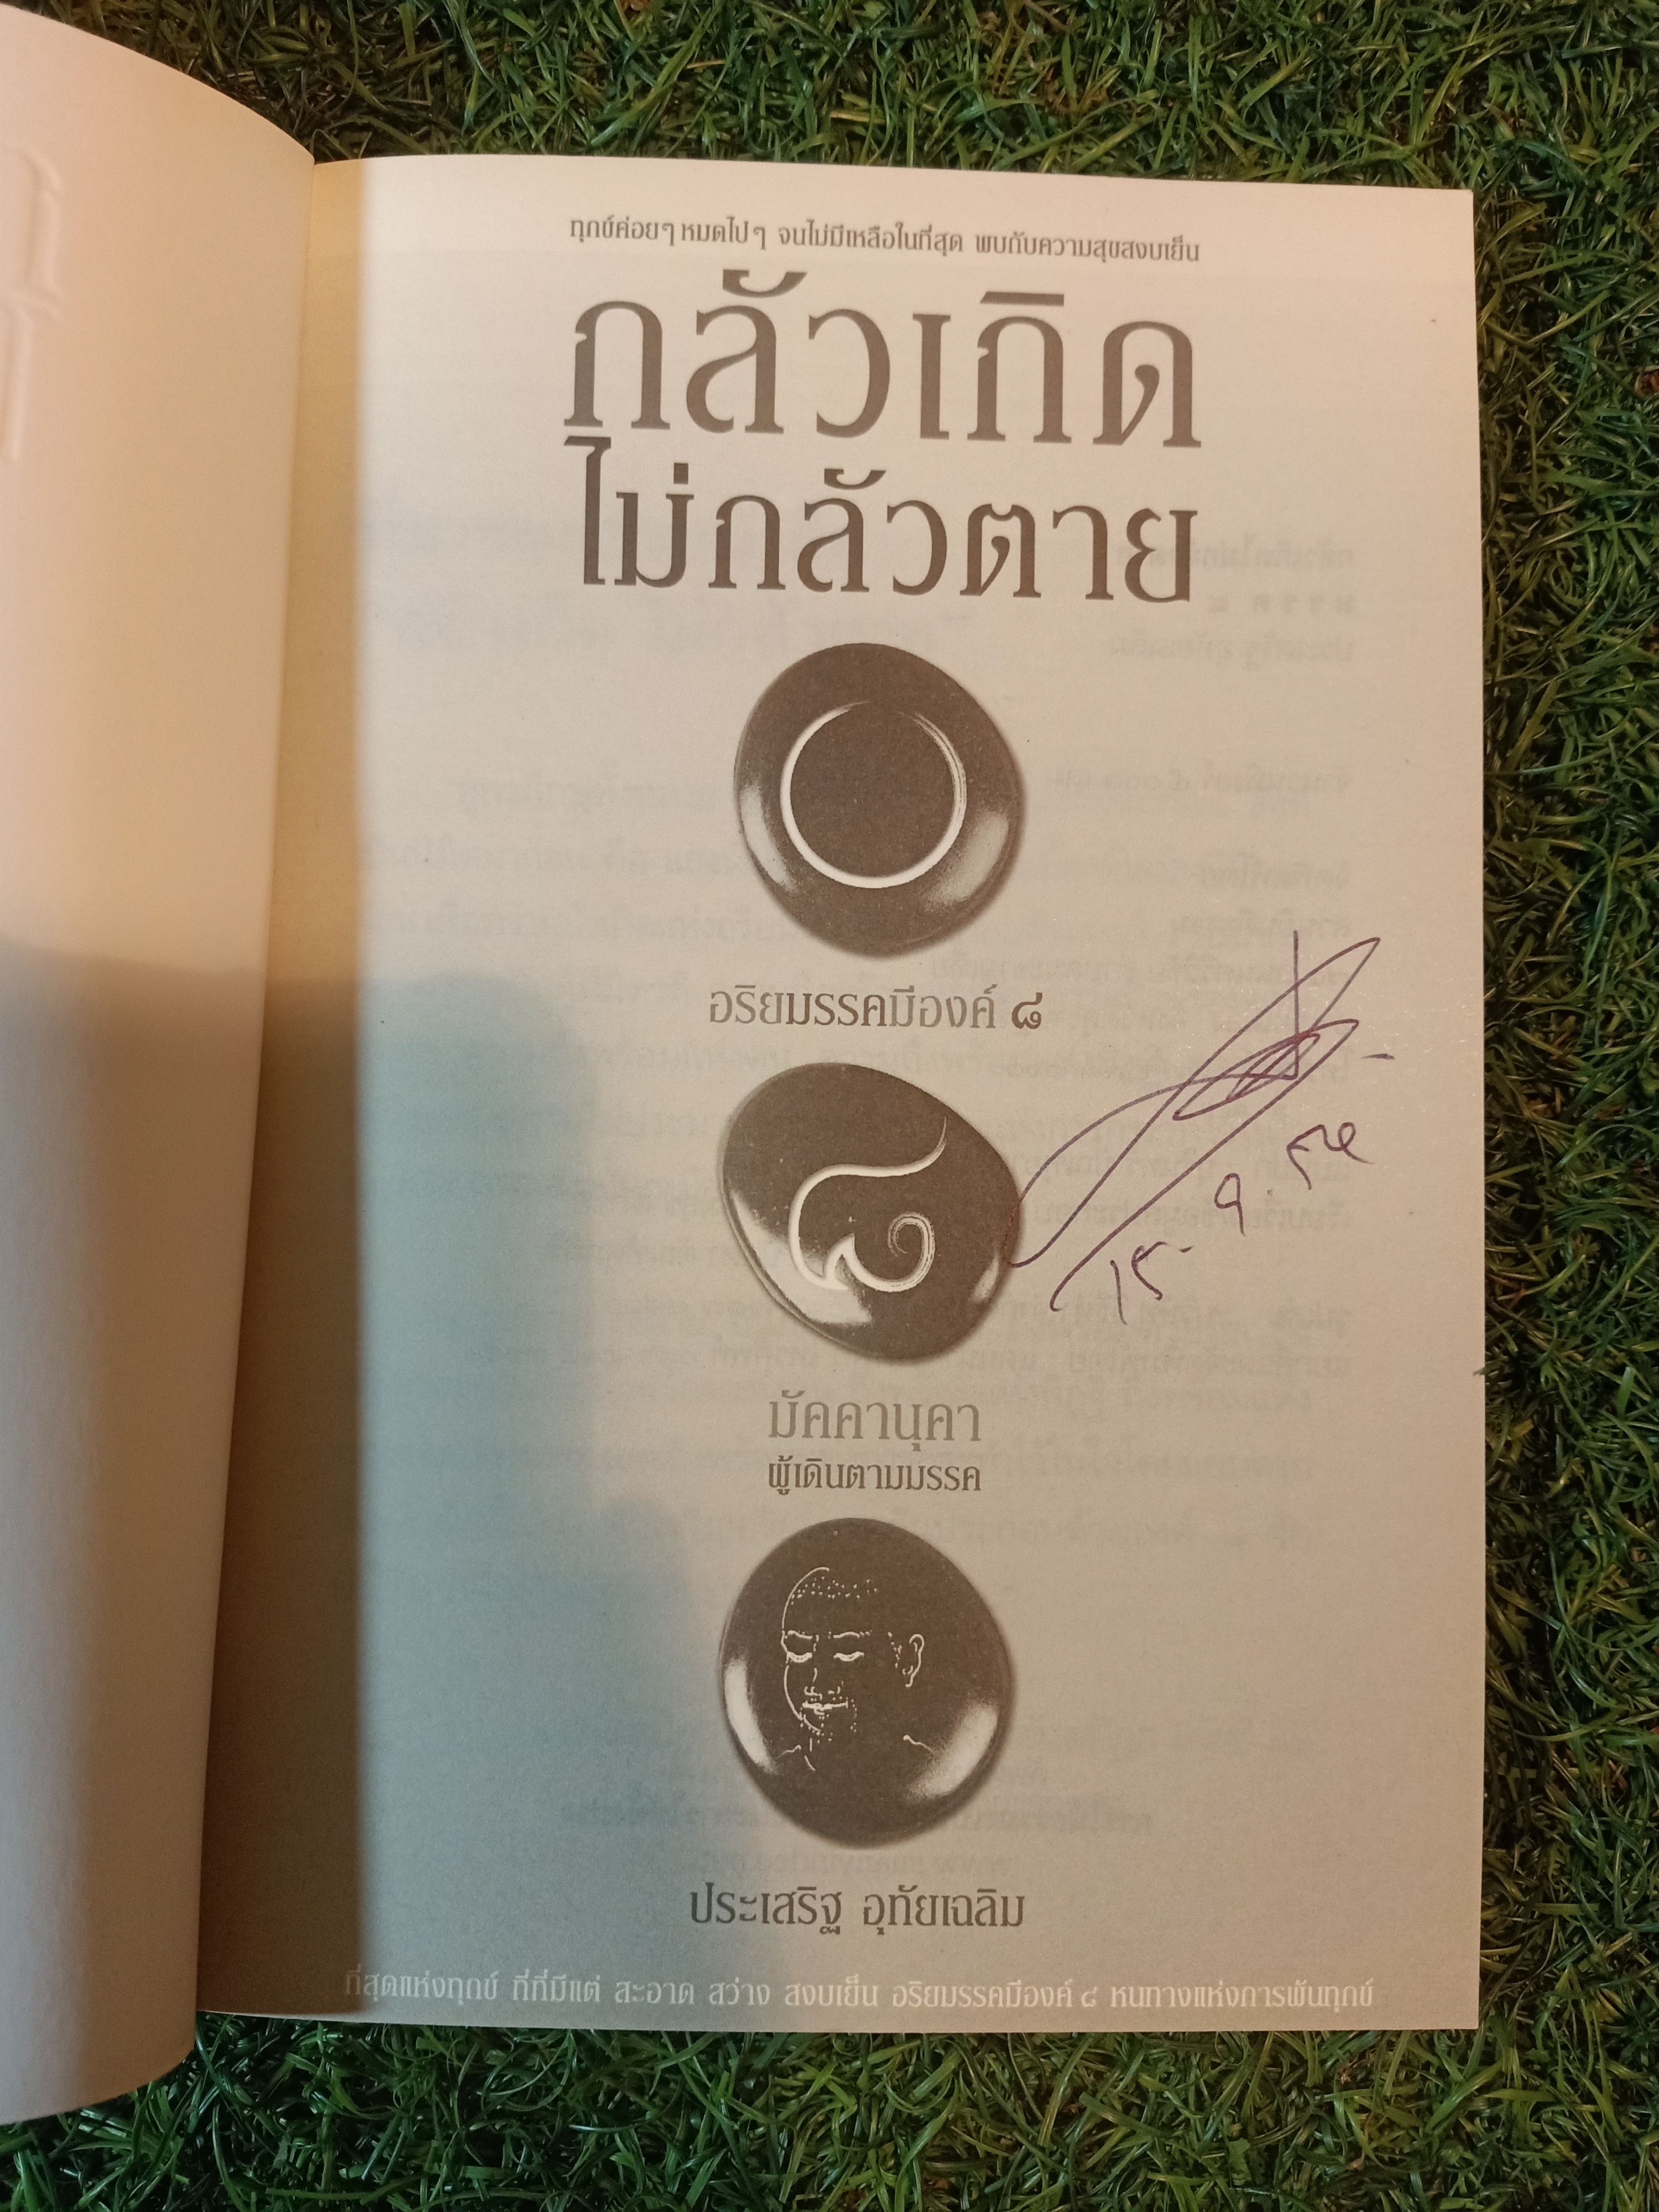 ทุกข์ค่อยๆ หมดไปๆ จนไม่มีเหลือในที่สุด พบกับความสุขสงบเย็น
กลัวเกิด
ไม่กลัวตาย
อริยมรรคมีองค์ ๘
๘
มัคคานุคา
ผู้เดินตามมรรค
ประเสริฐ อุทัยเฉลิม
ที่สุดแห่งทุกข์ ที่ที่มีแต่ สะอาด สว่าง สงบเย็น อริยมรรคมีองค์ ๘ หนทางแห่งการพ้นทุกข์